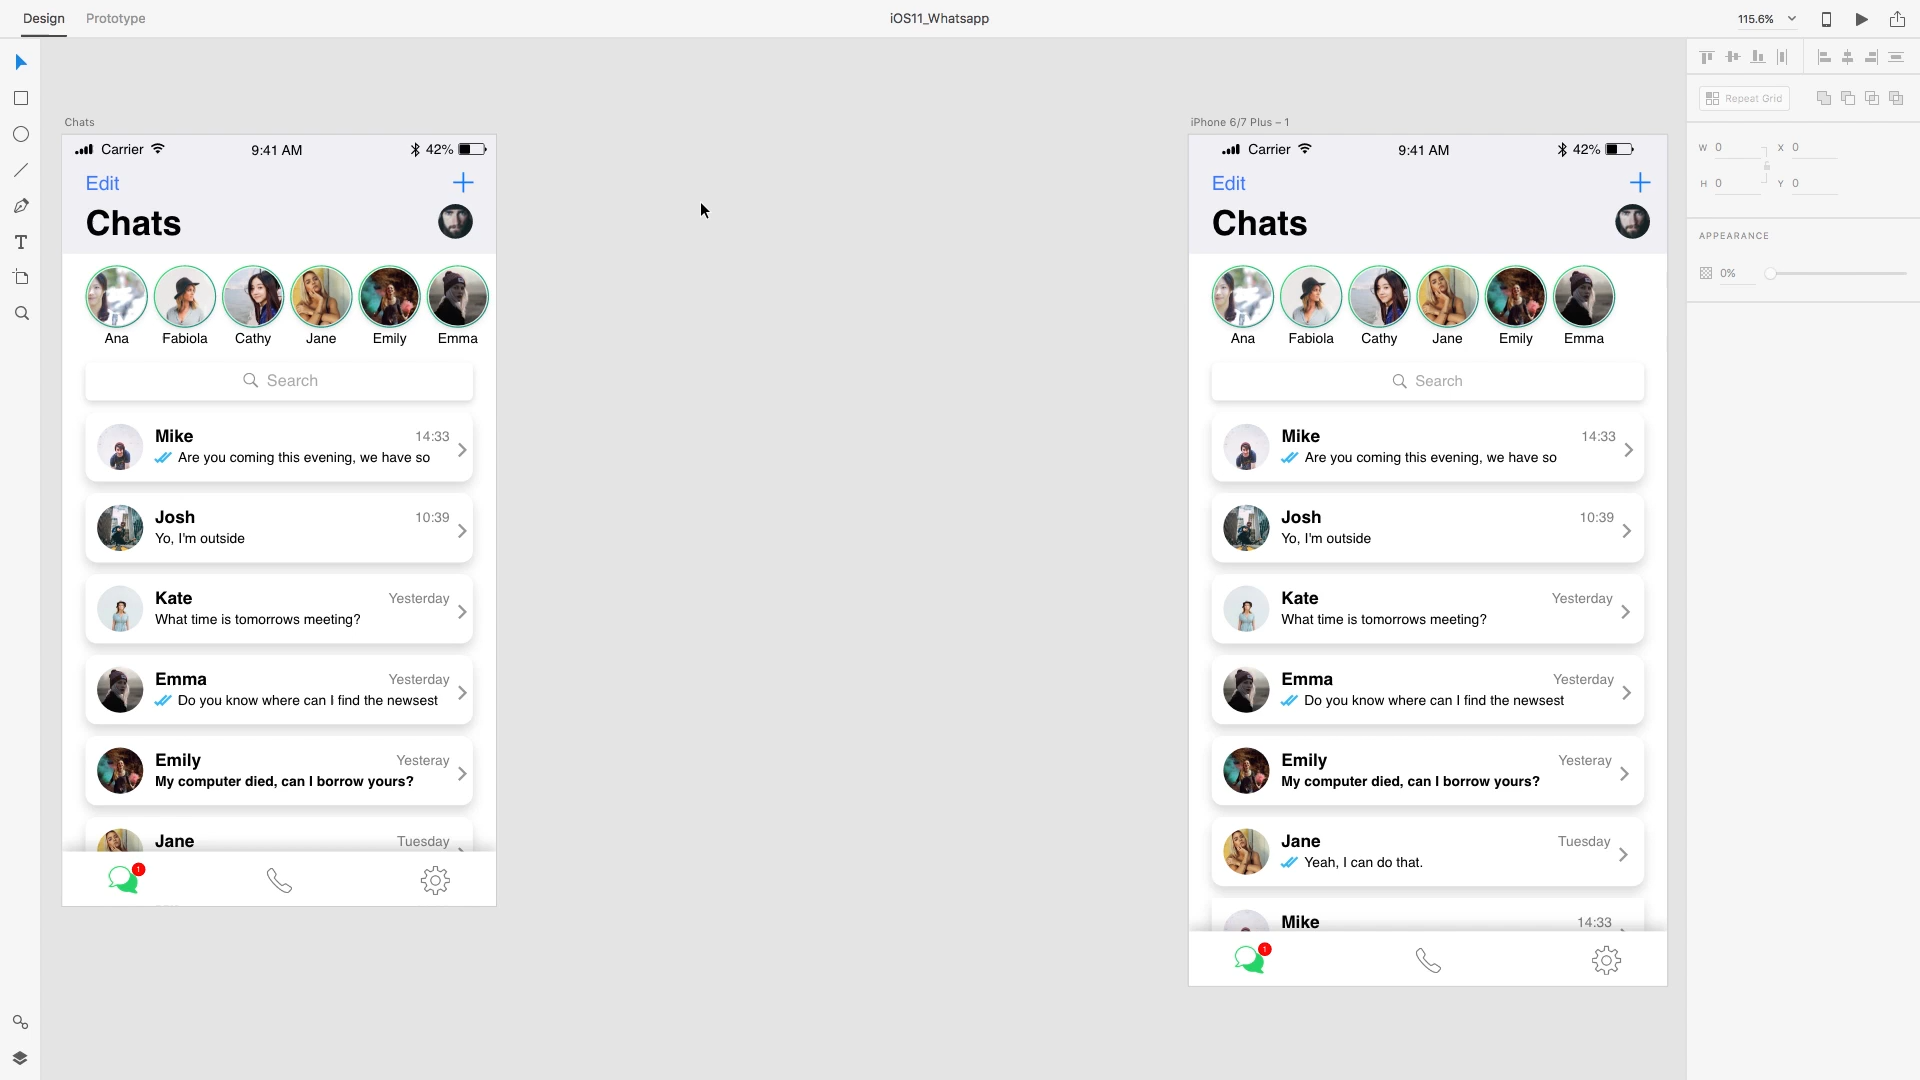 Design Prototype iOS11_Whatsapp 115.6%
Chats
Carrier 9:41 AM 42%
Edit
Chats
Ana Fabiola Cathy Jane Emily Emma
Search
Mike 14:33
Are you coming this evening, we have so
Josh 10:39
Yo, I'm outside
Kate Yesterday
What time is tomorrows meeting?
Emma Yesterday
Do you know where can I find the newsest
Emily Yesteray
My computer died, can I borrow yours?
Jane Tuesday
1
iPhone 6/7 Plus – 1
Carrier 9:41 AM 42%
Edit
Chats
Ana Fabiola Cathy Jane Emily Emma
Search
Mike 14:33
Are you coming this evening, we have so
Josh 10:39
Yo, I'm outside
Kate Yesterday
What time is tomorrows meeting?
Emma Yesterday
Do you know where can I find the newsest
Emily Yesteray
My computer died, can I borrow yours?
Jane Tuesday
Yeah, I can do that.
Mike 14:33
1
Repeat Grid
W 0 X 0
H 0 Y 0
APPEARANCE
0%